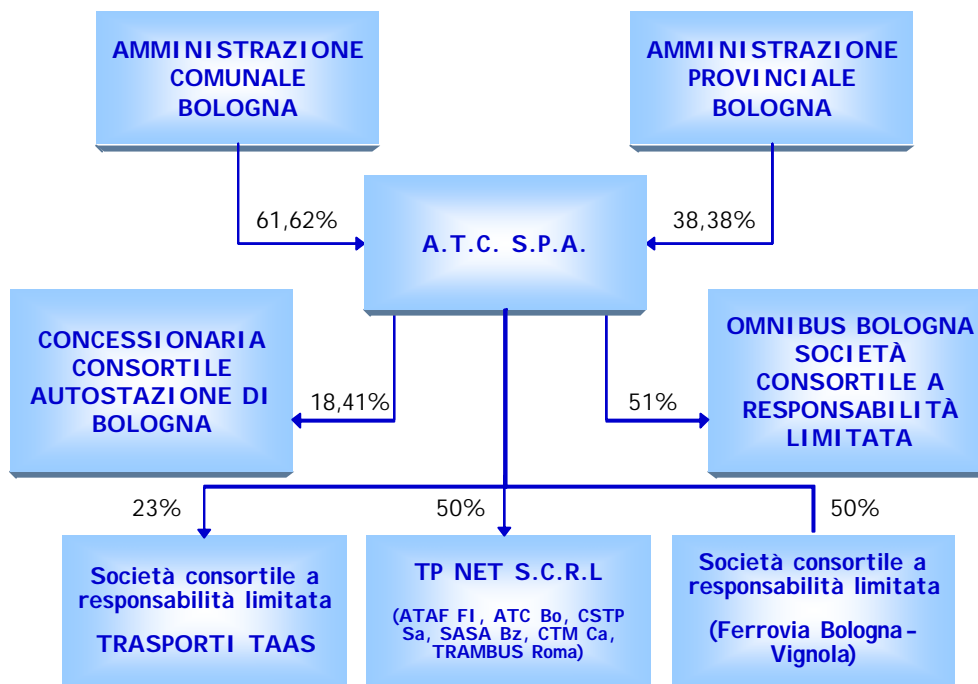 AMMINISTRAZIONE
COMUNALE
BOLOGNA
AMMINISTRAZIONE
PROVINCIALE
BOLOGNA
61,62%
A.T.C. S.P.A.
38,38%
CONCESSIONARIA
CONSORTILE
AUTOSTAZIONE DI
BOLOGNA
18,41%
51%
OMNIBUS BOLOGNA
SOCIETÀ
CONSORTILE A
RESPONSABILITÀ
LIMITATA
23%
50%
50%
Società consortile a
responsabilità limitata
TRASPORTI TAAS
TP NET S.C.R.L
(ATAF FI, ATC Bo, CSTP
Sa, SASA Bz, CTM Ca,
TRAMBUS Roma)
Società consortile a
responsabilità limitata
(Ferrovia Bologna–
Vignola)